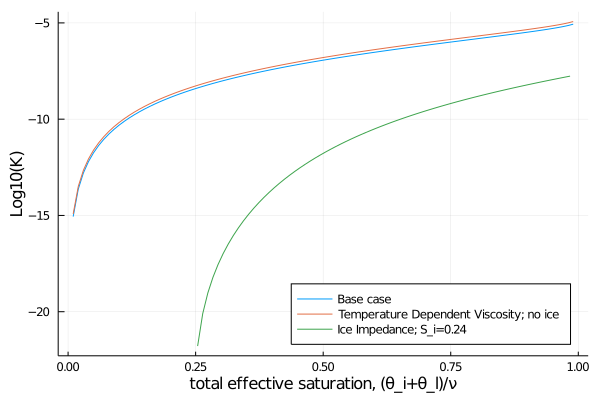 −5
−10
−15
−20
Log10(K)
Base case
Temperature Dependent Viscosity; no ice
Ice Impedance; S_i=0.24
0.00 0.25 0.50 0.75 1.00
total effective saturation, (θ_i+θ_l)/ν